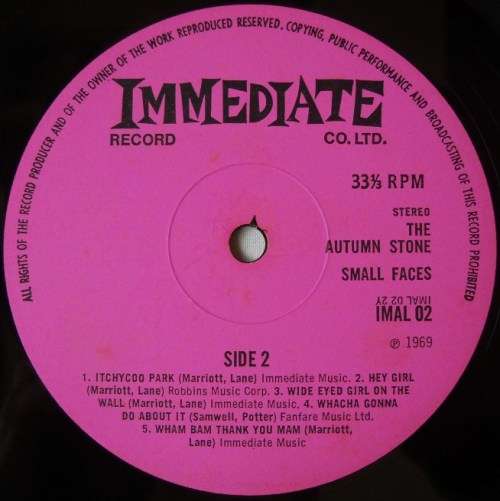 ALL RIGHTS OF THE RECORD PRODUCER AND OF THE OWNER OF THE WORK REPRODUCED RESERVED. COPYING, PUBLIC PERFORMANCE AND BROADCASTING OF THIS RECORD PROHIBITED
IMMEDIATE
RECORD CO. LTD.
33⅓ RPM
STEREO
THE
AUTUMN STONE
SMALL FACES
IMAL 02 2Y
IMAL 02
℗ 1969
SIDE 2
1. ITCHYCOO PARK (Marriott, Lane) Immediate Music. 2. HEY GIRL
(Marriott, Lane) Robbins Music Corp. 3. WIDE EYED GIRL ON THE
WALL (Marriott, Lane) Immediate Music. 4. WHACHA GONNA
DO ABOUT IT (Samwell, Potter) Fanfare Music Ltd.
5. WHAM BAM THANK YOU MAM (Marriott,
Lane) Immediate Music